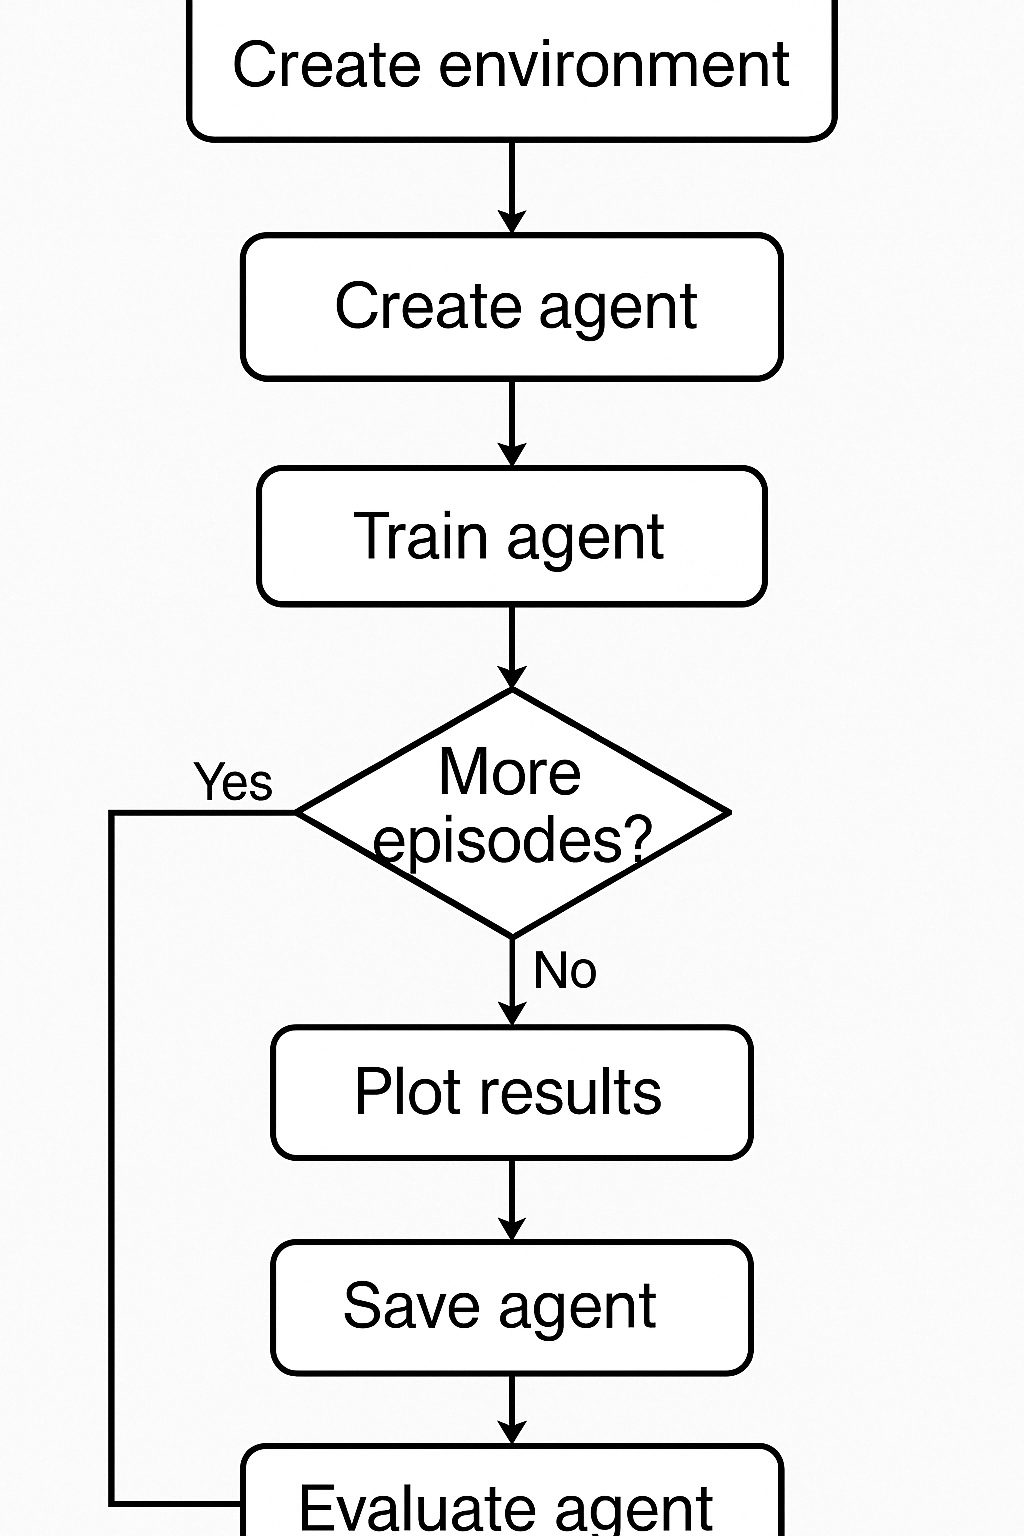 Create environment
Create agent
Train agent
More
episodes?
Yes
No
Plot results
Save agent
Evaluate agent